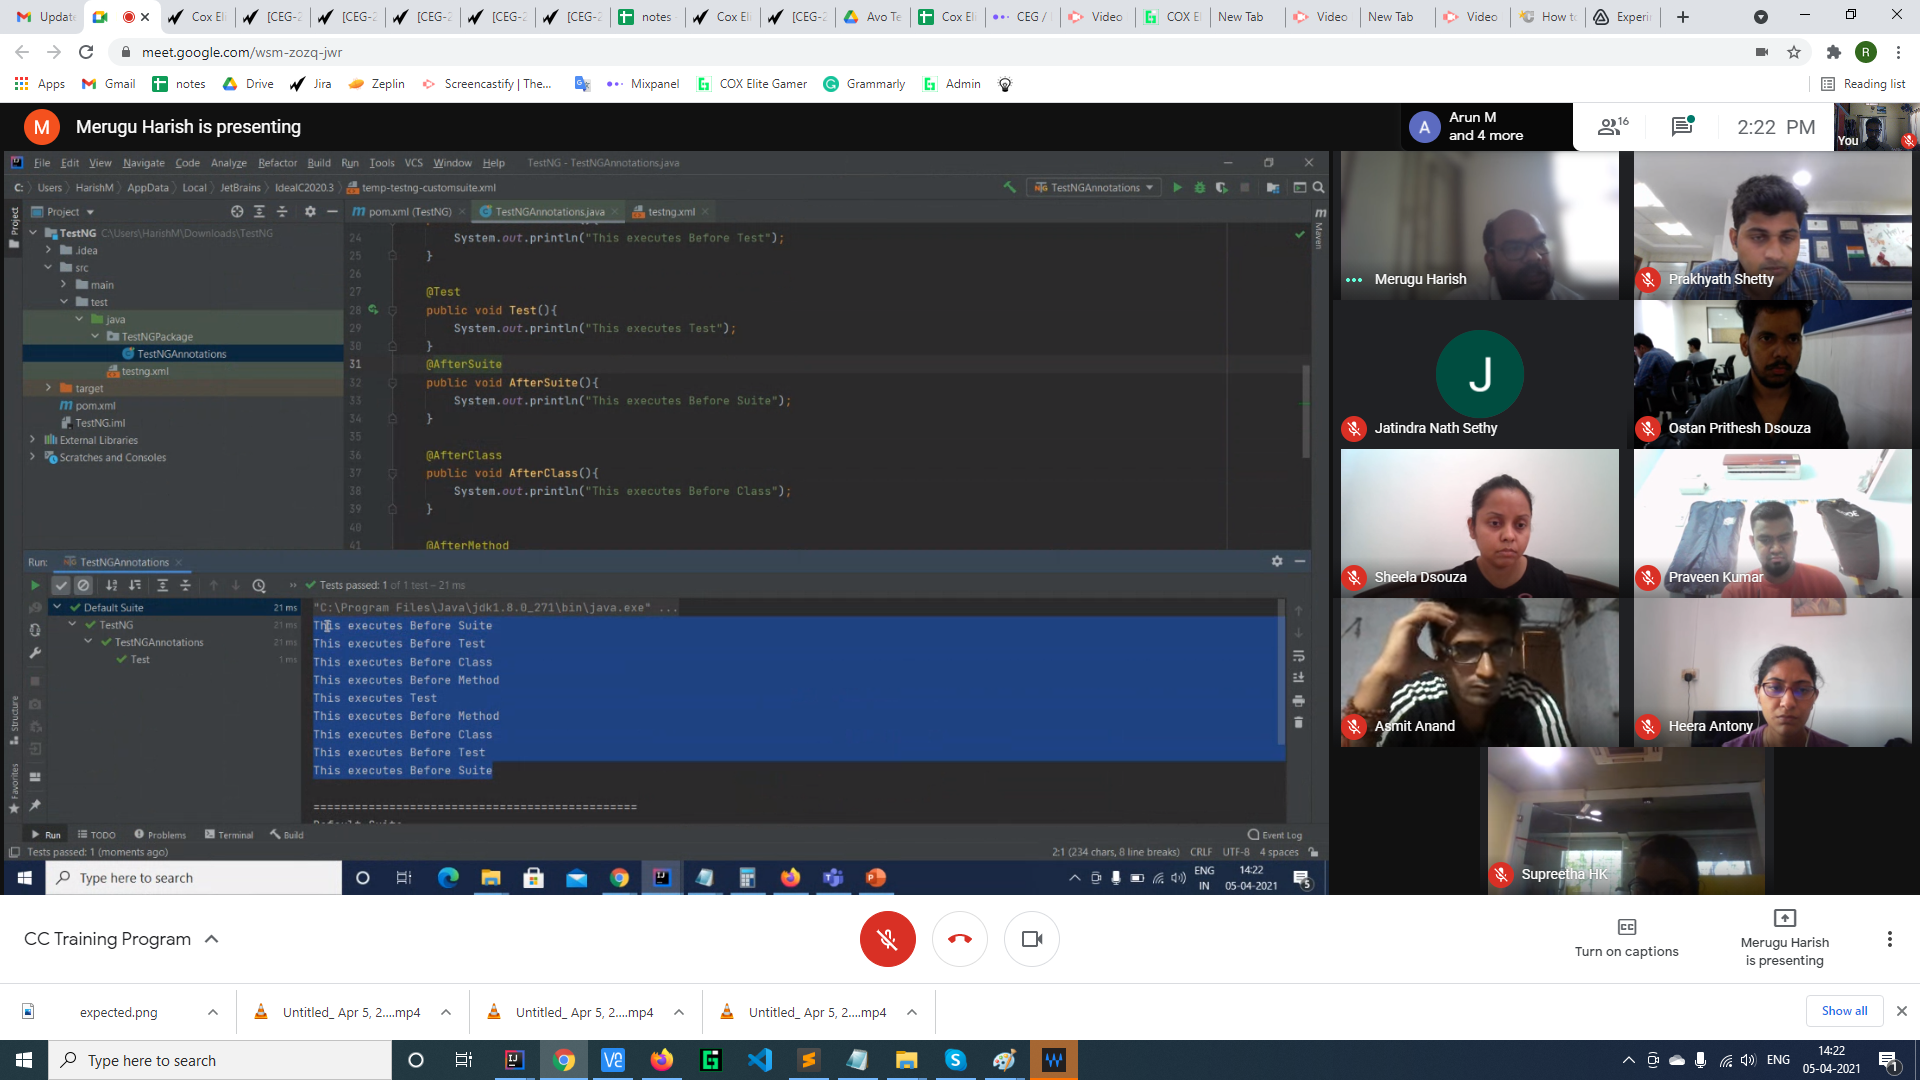 Updat
Cox Eli
[CEG-2
[CEG-2
[CEG-2
[CEG-2
[CEG-2
notes
Cox Eli
[CEG-2
Avo Te
Cox Eli
CEG /
Video
COX El
New Tab
Video
New Tab
Video
How to
Experi
meet.google.com/wsm-zozq-jwr
R
Apps
Gmail
notes
Drive
Jira
Zeplin
Screencastify | The...
Mixpanel
COX Elite Gamer
Grammarly
Admin
Reading list
M
Merugu Harish is presenting
A
Arun M
and 4 more
16
2:22 PM
You
File Edit View Navigate Code Analyze Refactor Build Run Tools VCS Window Help TestNG - TestNGAnnotations.java
C: Users HarishM AppData Local JetBrains IdeaIC2020.3 temp-testng-customsuite.xml
TestNGAnnotations
Project
Project
pom.xml (TestNG)
TestNGAnnotations.java
testng.xml
Maven
TestNG C:\Users\HarishM\Downloads\TestNG
.idea
src
main
test
java
TestNGPackage
TestNGAnnotations
testng.xml
target
pom.xml
TestNG.iml
External Libraries
Scratches and Consoles
24 System.out.println("This executes Before Test");
25 }
26
27 @Test
28 public void Test(){
29 System.out.println("This executes Test");
30 }
31 @AfterSuite
32 public void AfterSuite(){
33 System.out.println("This executes Before Suite");
34 }
35
36 @AfterClass
37 public void AfterClass(){
38 System.out.println("This executes Before Class");
39 }
40
41 @AfterMethod
Run: TestNGAnnotations
Tests passed: 1 of 1 test – 21 ms
Default Suite 21 ms
TestNG 21 ms
TestNGAnnotations 21 ms
Test 1 ms
"C:\Program Files\Java\jdk1.8.0_271\bin\java.exe" ...
This executes Before Suite
This executes Before Test
This executes Before Class
This executes Before Method
This executes Test
This executes Before Method
This executes Before Class
This executes Before Test
This executes Before Suite
===============================================
Structure
Favorites
Run TODO Problems Terminal Build
Event Log
Tests passed: 1 (moments ago)
2:1 (234 chars, 8 line breaks) CRLF UTF-8 4 spaces
Type here to search
ENG
IN
14:22
05-04-2021
5
Merugu Harish
Prakhyath Shetty
J
Jatindra Nath Sethy
Ostan Prithesh Dsouza
Sheela Dsouza
Praveen Kumar
Asmit Anand
Heera Antony
Supreetha HK
CC Training Program
Turn on captions
Merugu Harish
is presenting
expected.png
Untitled_ Apr 5, 2....mp4
Untitled_ Apr 5, 2....mp4
Untitled_ Apr 5, 2....mp4
Show all
Type here to search
ENG
14:22
05-04-2021
1